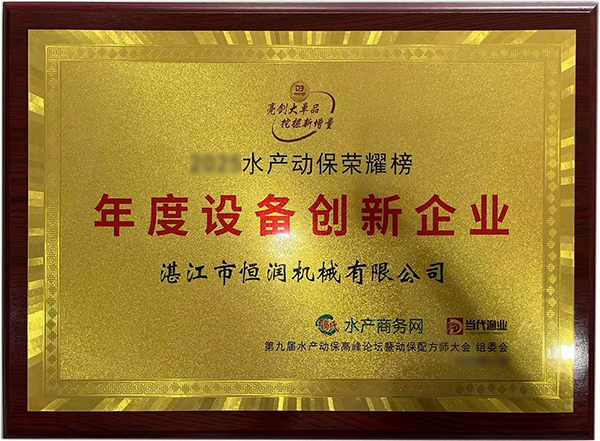 亮剑大单品
挖掘新增量
水产动保荣耀榜
年度设备创新企业
湛江市恒润机械有限公司
水产商务网 当代渔业
第九届水产动保高峰论坛暨动保配方师大会 组委会